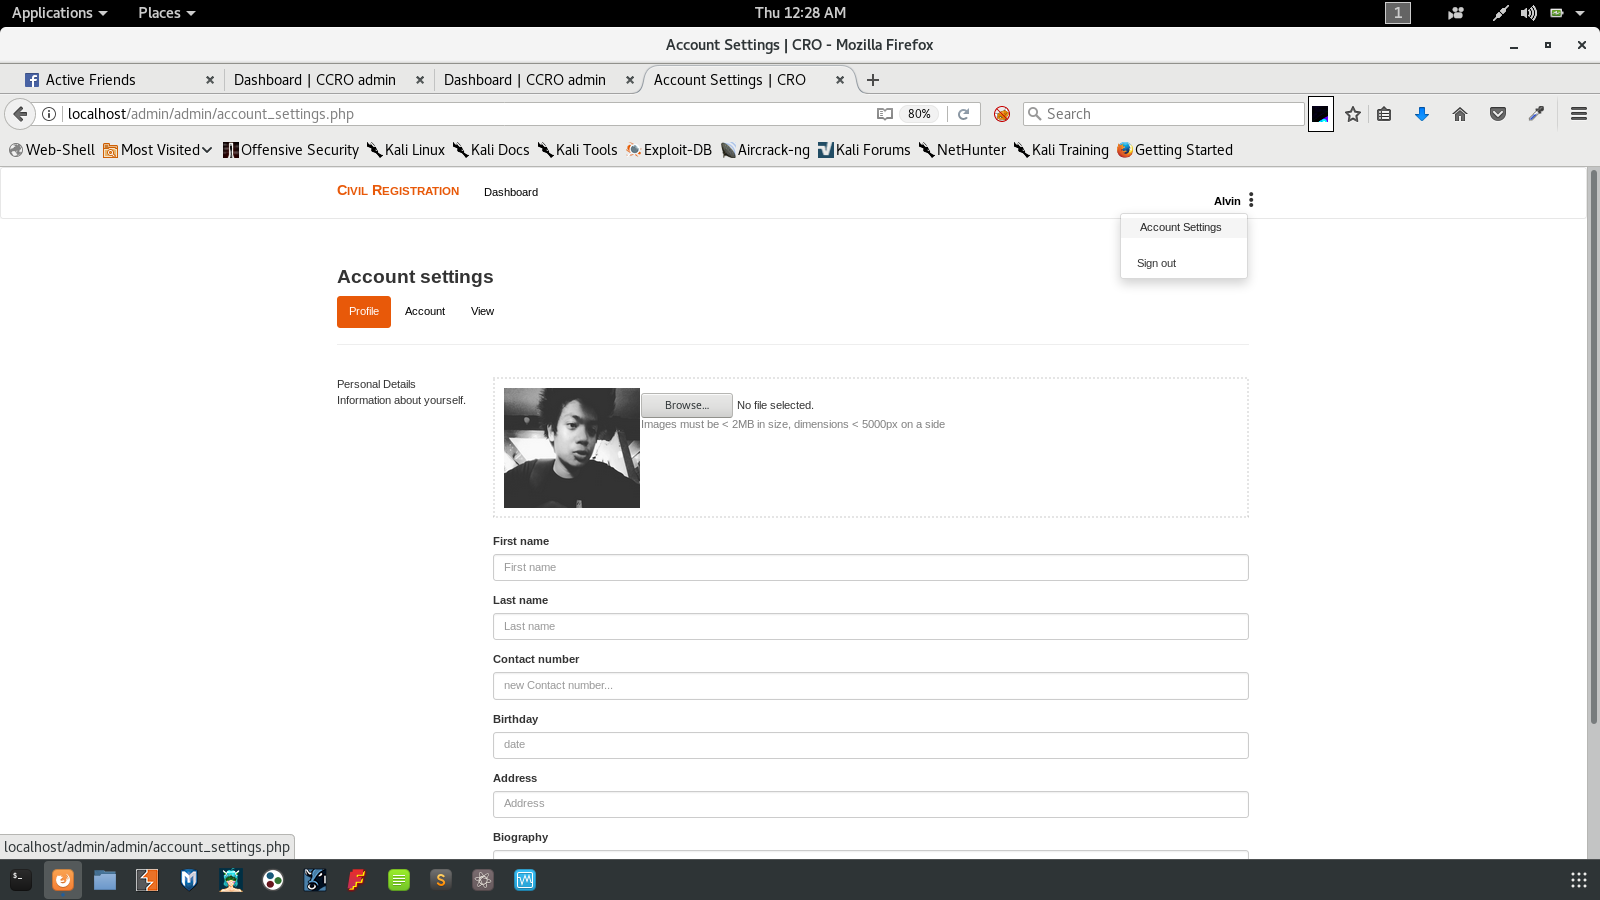 Applications Places Thu 12:28 AM 1
Account Settings | CRO - Mozilla Firefox
Active Friends Dashboard | CCRO admin Dashboard | CCRO admin Account Settings | CRO
localhost/admin/admin/account_settings.php 80% Search
Web-Shell Most Visited Offensive Security Kali Linux Kali Docs Kali Tools Exploit-DB Aircrack-ng Kali Forums NetHunter Kali Training Getting Started
CIVIL REGISTRATION Dashboard Alvin
Account Settings
Sign out
Account settings
Profile Account View
Personal Details
Information about yourself.
Browse... No file selected.
Images must be < 2MB in size, dimensions < 5000px on a side
First name
First name
Last name
Last name
Contact number
new Contact number...
Birthday
date
Address
Address
Biography
localhost/admin/admin/account_settings.php